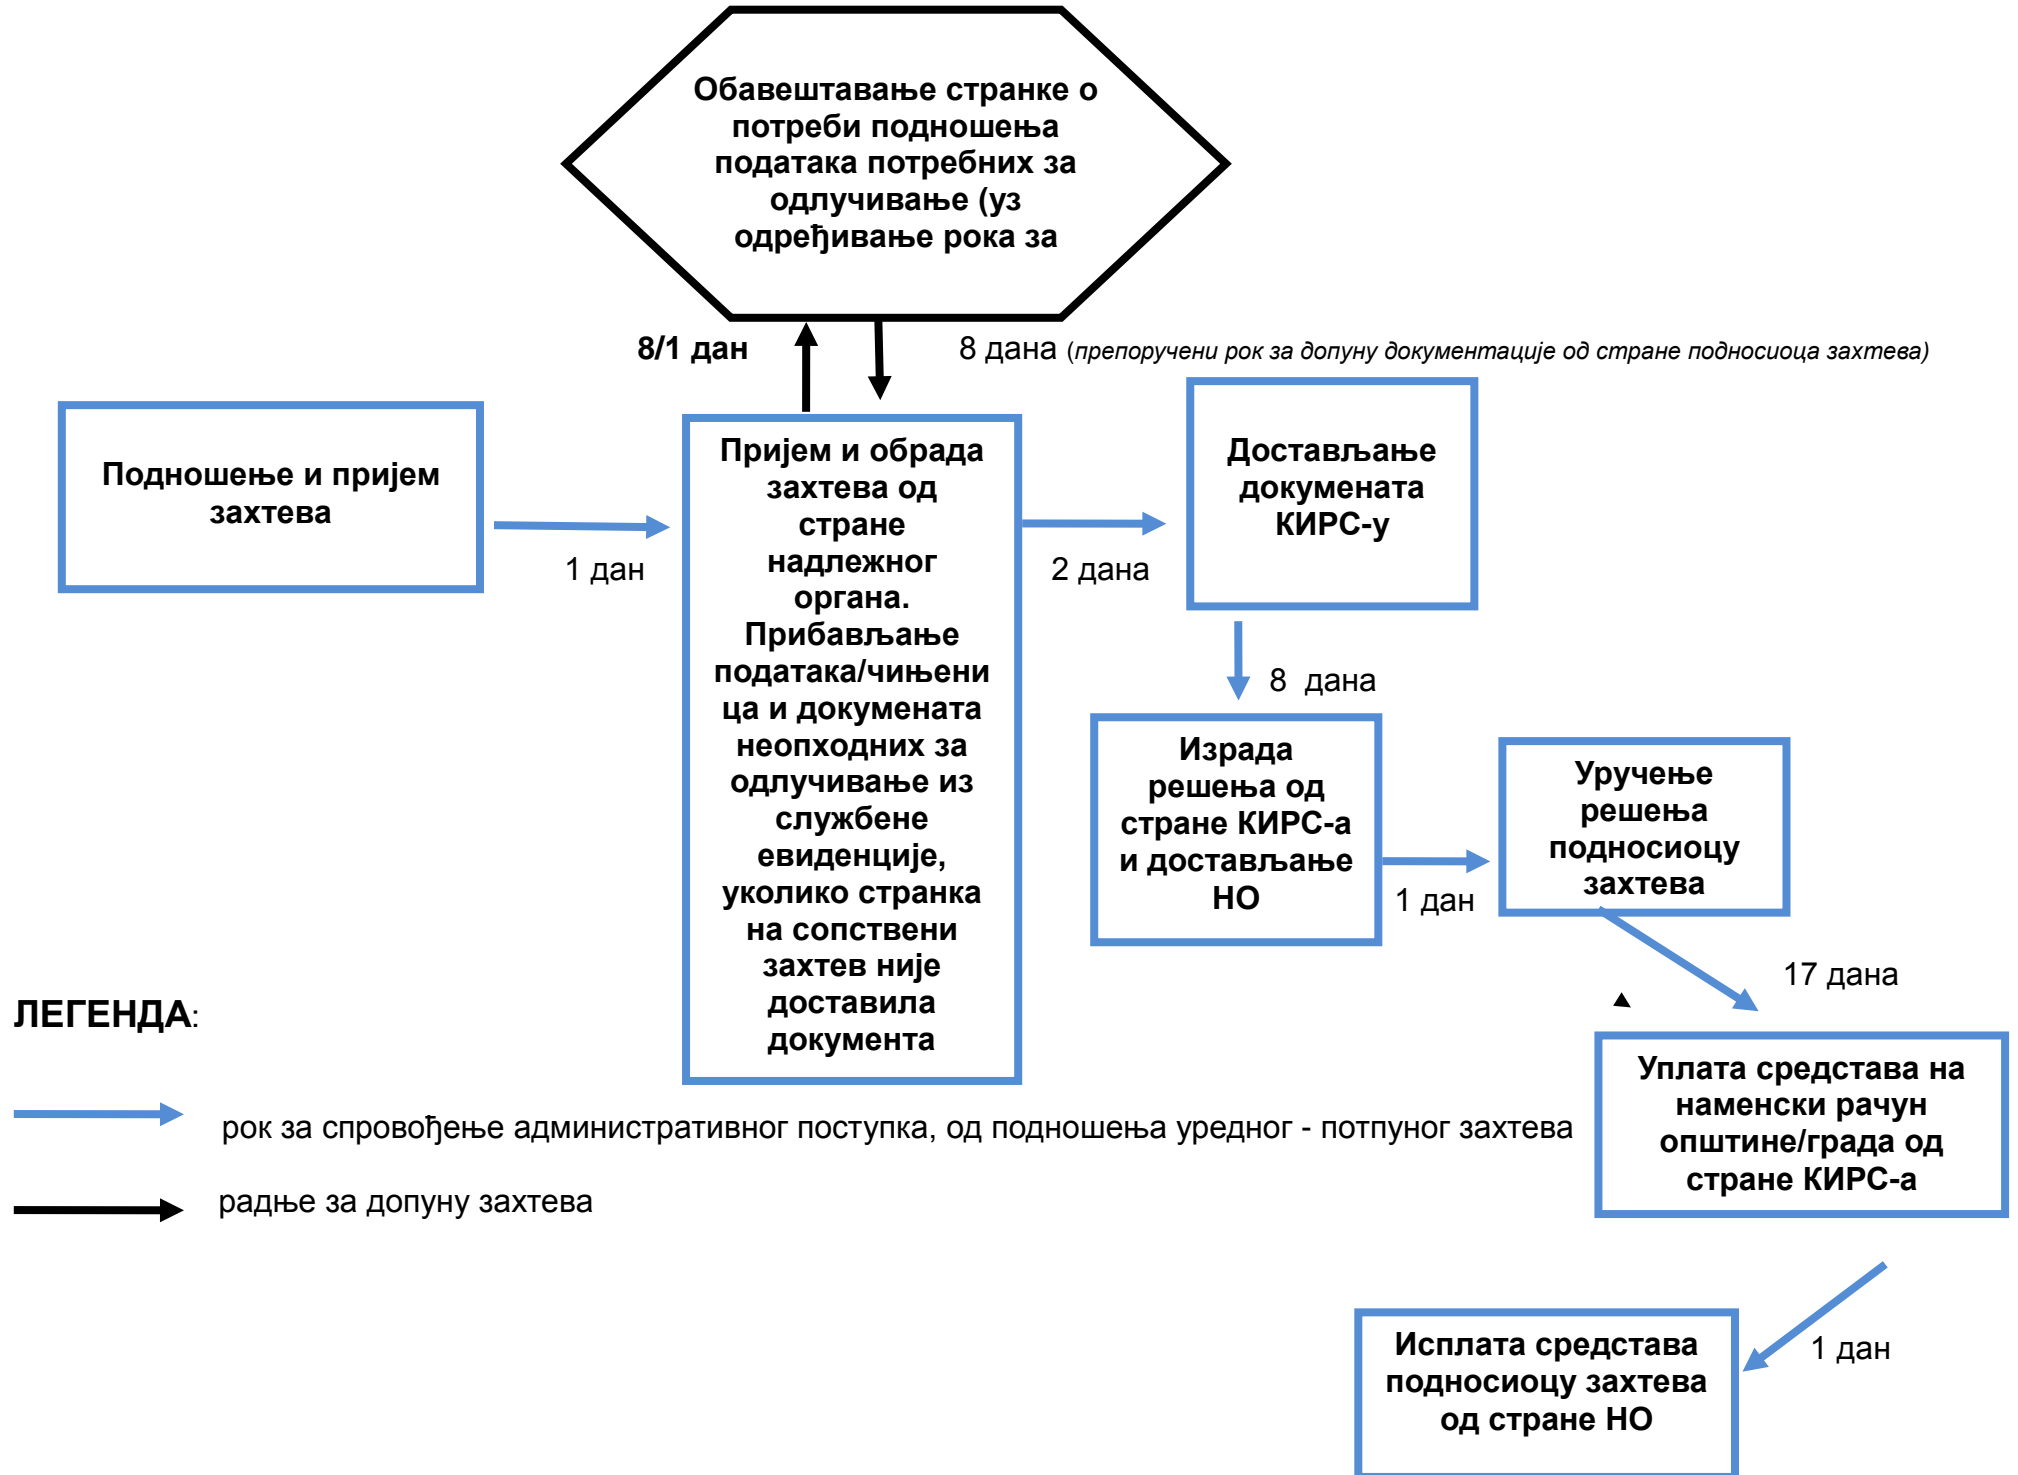 Обавештавање странке о
потреби подношења
података потребних за
одлучивање (уз
одређивање рока за
8/1 дан
8 дана (препоручени рок за допуну документације од стране подносиоца захтева)
Подношење и пријем
захтева
1 дан
Пријем и обрада
захтева од
стране
надлежног
органа.
Прибављање
података/чињени
ца и докумената
неопходних за
одлучивање из
службене
евиденције,
уколико странка
на сопствени
захтев није
доставила
документа
2 дана
Достављање
докумената
КИРС-у
8 дана
Израда
решења од
стране КИРС-а
и достављање
НО
1 дан
Уручење
решења
подносиоцу
захтева
17 дана
Уплата средстава на
наменски рачун
општине/града од
стране КИРС-а
1 дан
Исплата средстава
подносиоцу захтева
од стране НО
ЛЕГЕНДА:
рок за спровођење административног поступка, од подношења уредног - потпуног захтева
радње за допуну захтева